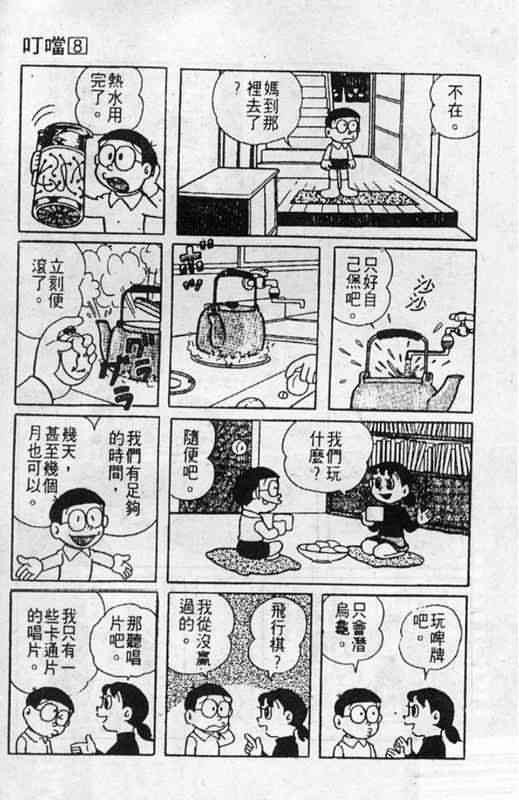 叮噹8
不在。
媽到那
裡去了
?
熱水用
完了。
只好自
己煲吧。
沙沙
立刻便
滾了。
グラグラ
我們玩
什麼?
隨便吧。
我們有足夠
的時間,
幾天,
甚至幾個
月也可以。
玩啤牌
吧。
只會潛
烏龜。
飛行棋?
我從沒贏
過的。
那聽唱
片吧。
我只有一
些卡通片
的唱片。